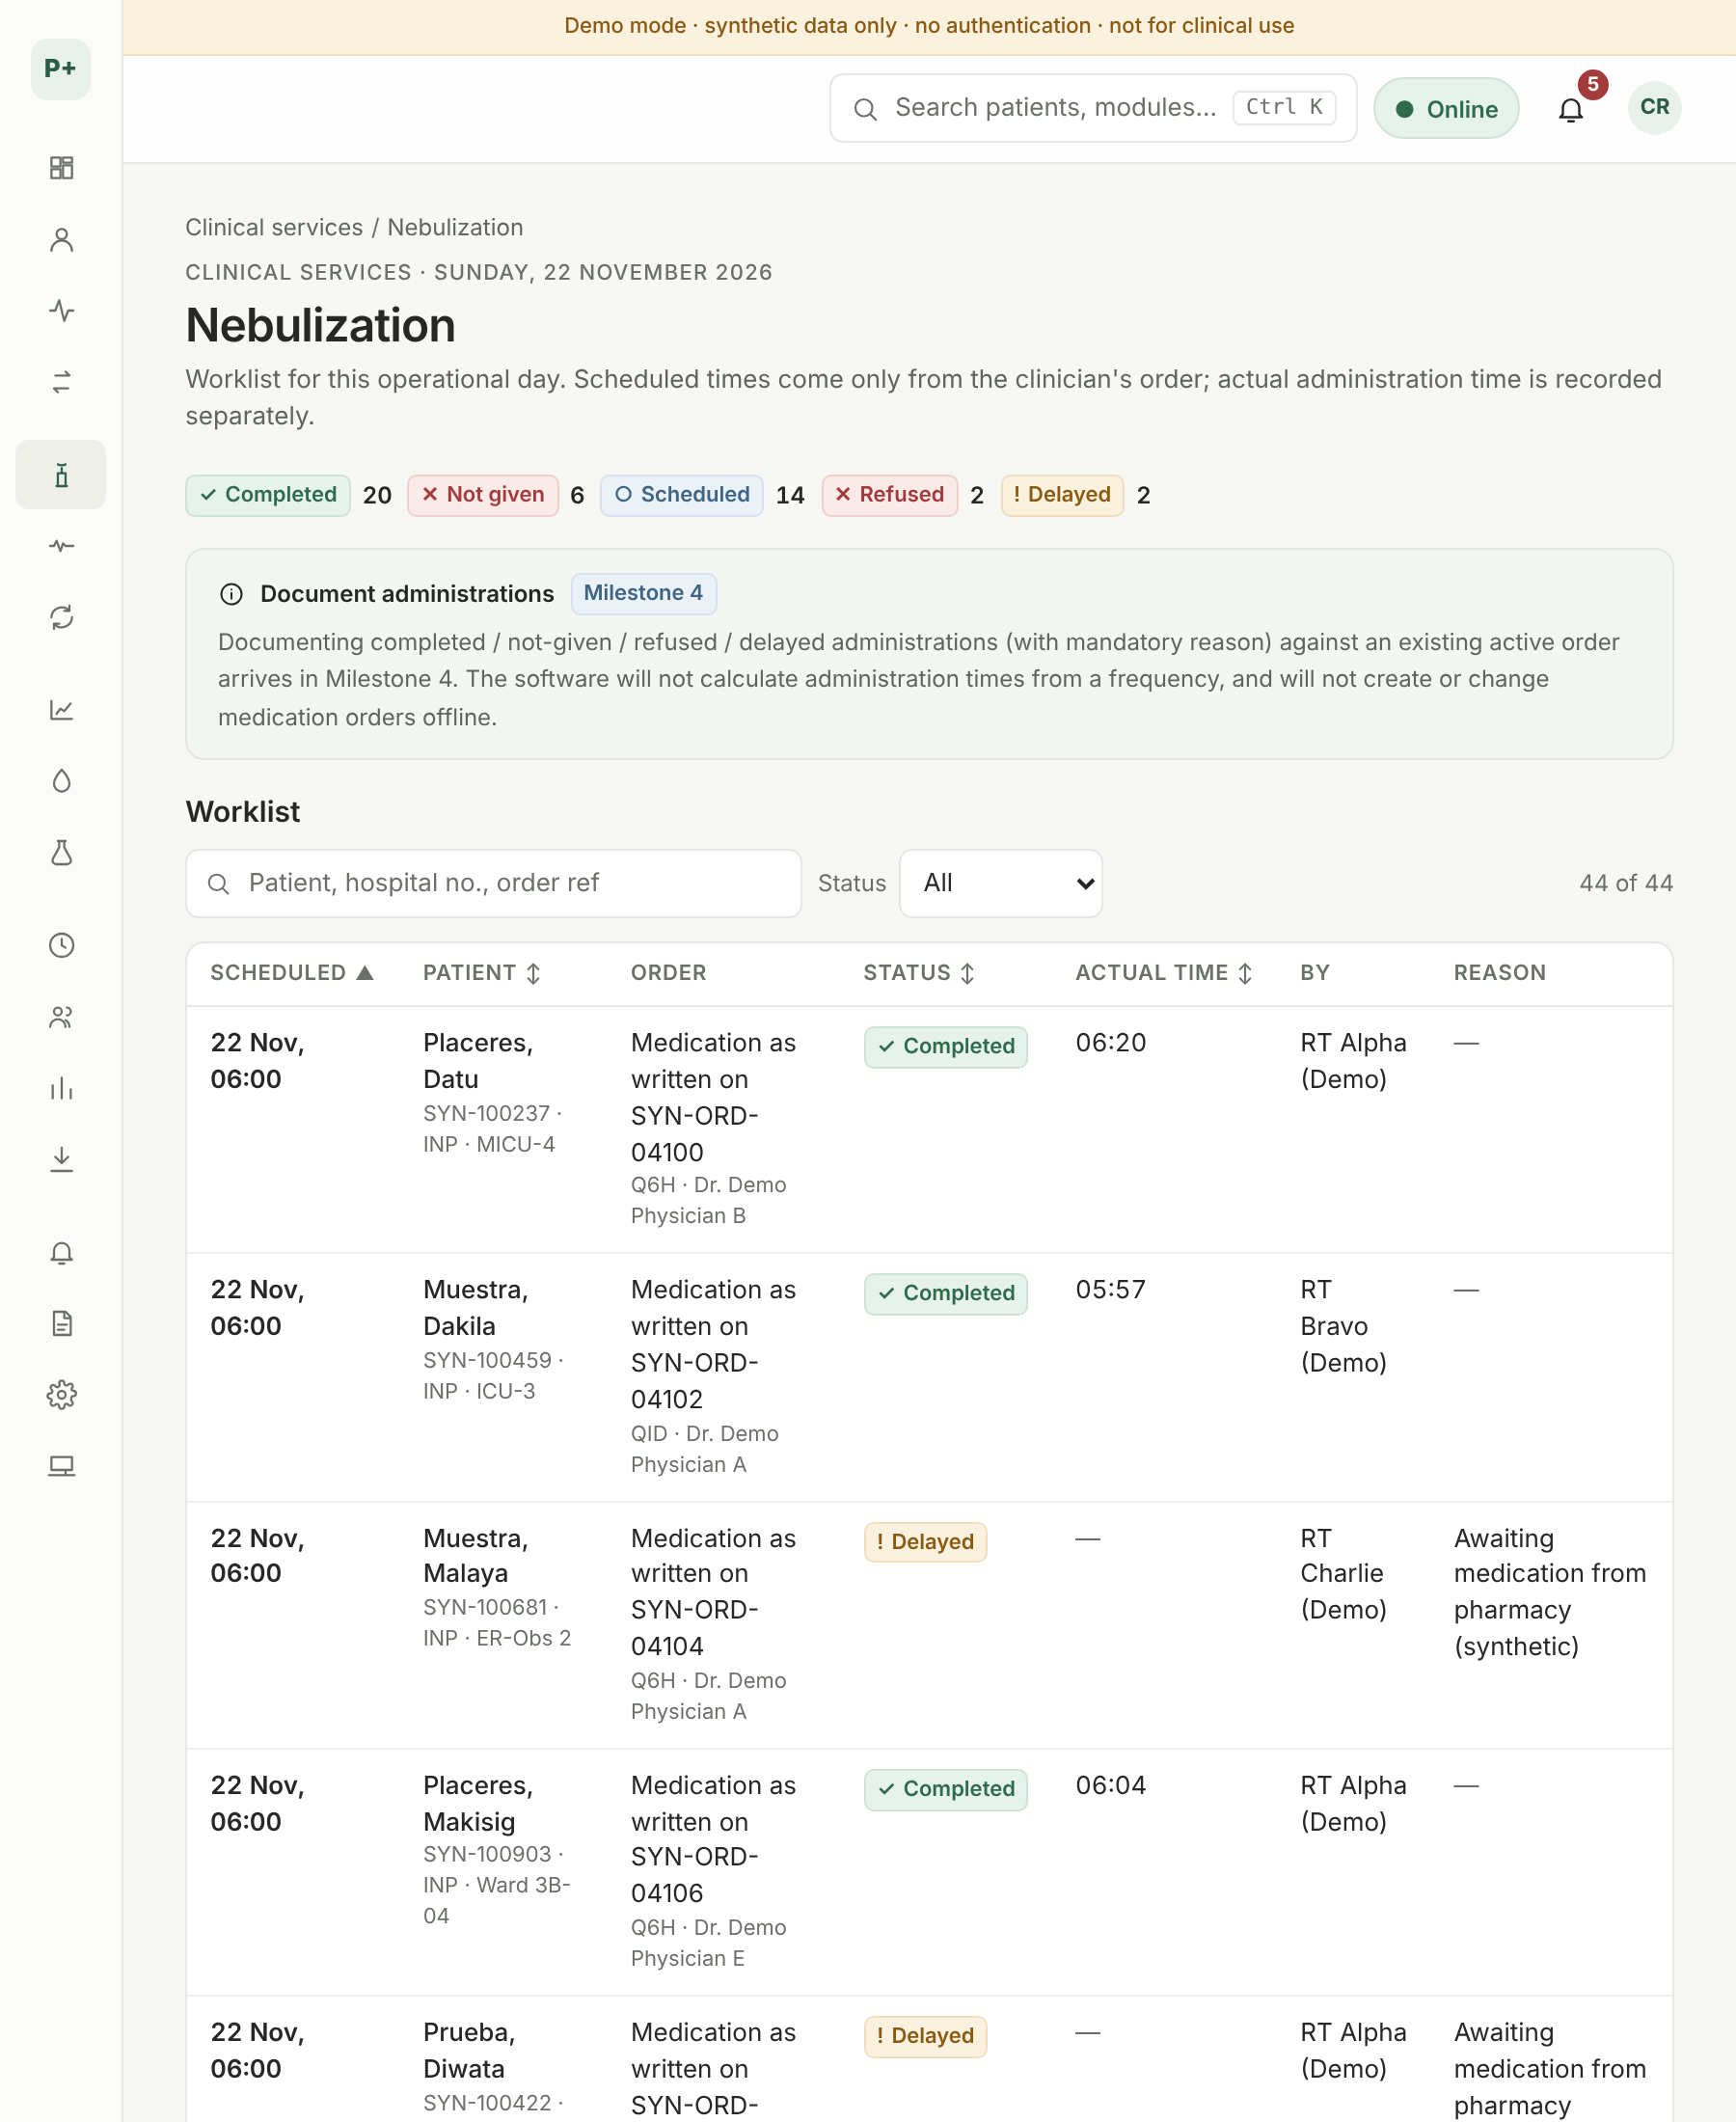 Demo mode · synthetic data only · no authentication · not for clinical use
P+
Search patients, modules... Ctrl K
Online
5
CR
Clinical services / Nebulization
CLINICAL SERVICES · SUNDAY, 22 NOVEMBER 2026
Nebulization
Worklist for this operational day. Scheduled times come only from the clinician's order; actual administration time is recorded
separately.
Completed 20 Not given 6 Scheduled 14 Refused 2 ! Delayed 2
Document administrations Milestone 4
Documenting completed / not-given / refused / delayed administrations (with mandatory reason) against an existing active order
arrives in Milestone 4. The software will not calculate administration times from a frequency, and will not create or change
medication orders offline.
Worklist
Patient, hospital no., order ref
Status All
44 of 44
SCHEDULED PATIENT ORDER STATUS ACTUAL TIME BY REASON
22 Nov,
06:00
Placeres,
Datu
SYN-100237 ·
INP · MICU-4
Medication as
written on
SYN-ORD-
04100
Q6H · Dr. Demo
Physician B
Completed
06:20
RT Alpha
(Demo)
—
22 Nov,
06:00
Muestra,
Dakila
SYN-100459 ·
INP · ICU-3
Medication as
written on
SYN-ORD-
04102
QID · Dr. Demo
Physician A
Completed
05:57
RT
Bravo
(Demo)
—
22 Nov,
06:00
Muestra,
Malaya
SYN-100681 ·
INP · ER-Obs 2
Medication as
written on
SYN-ORD-
04104
Q6H · Dr. Demo
Physician A
! Delayed
—
RT
Charlie
(Demo)
Awaiting
medication from
pharmacy
(synthetic)
22 Nov,
06:00
Placeres,
Makisig
SYN-100903 ·
INP · Ward 3B-
04
Medication as
written on
SYN-ORD-
04106
Q6H · Dr. Demo
Physician E
Completed
06:04
RT Alpha
(Demo)
—
22 Nov,
06:00
Prueba,
Diwata
SYN-100422 ·
Medication as
written on
SYN-ORD-
! Delayed
—
RT Alpha
(Demo)
Awaiting
medication from
pharmacy